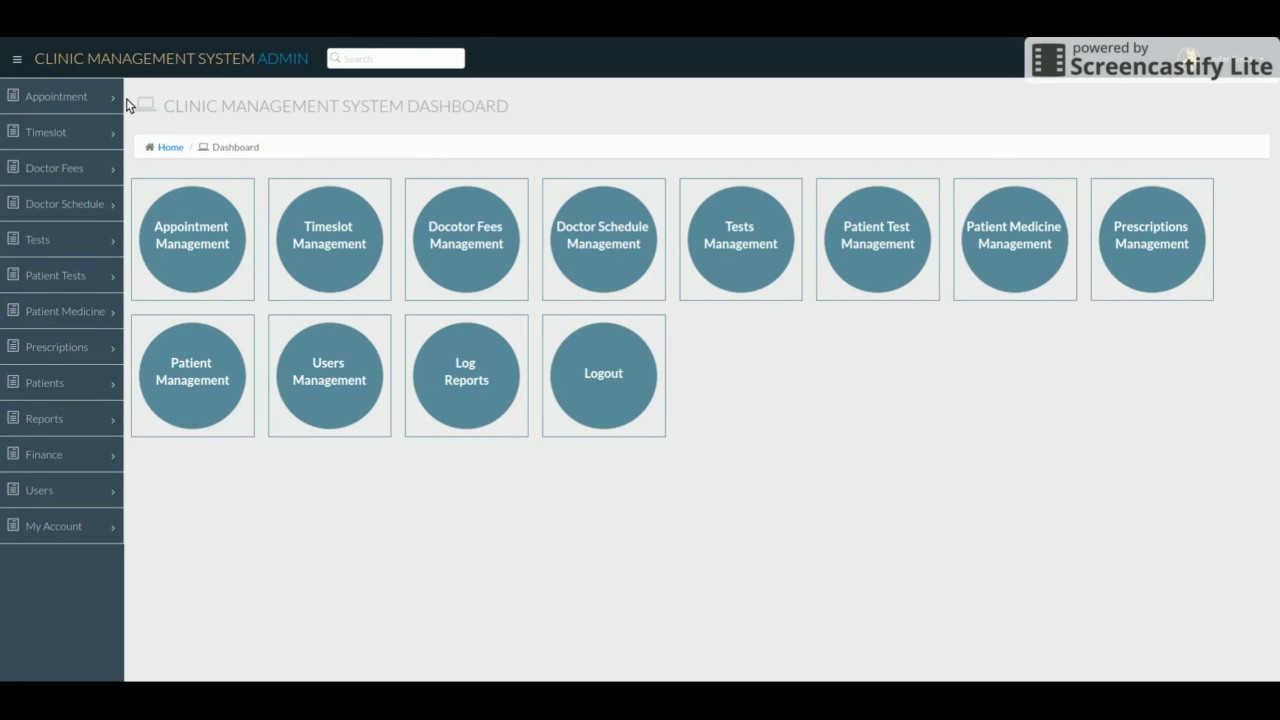 CLINIC MANAGEMENT SYSTEM ADMIN
Search
powered by
Screencastify Lite
Appointment
Timeslot
Doctor Fees
Doctor Schedule
Tests
Patient Tests
Patient Medicine
Prescriptions
Patients
Reports
Finance
Users
My Account
CLINIC MANAGEMENT SYSTEM DASHBOARD
Home / Dashboard
Appointment
Management
Timeslot
Management
Docotor Fees
Management
Doctor Schedule
Management
Tests
Management
Patient Test
Management
Patient Medicine
Management
Prescriptions
Management
Patient
Management
Users
Management
Log
Reports
Logout